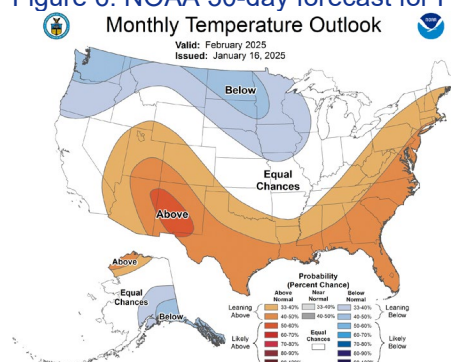 Figure 6: NOAA 30-day forecast for F
Monthly Temperature Outlook
Valid: February 2025
Issued: January 16, 2025
Below
Equal
Chances
Above
Above
Equal
Chances
Below
Probability
(Percent Chance)
Above Normal
Near Normal
Below Normal
Leaning Above
33-40%
33-40%
33-40%
Leaning Below
40-50%
40-50%
40-50%
Likely Above
50-60%
Equal Chances
50-60%
Likely Below
60-70%
60-70%
70-80%
70-80%
80-90%
80-90%